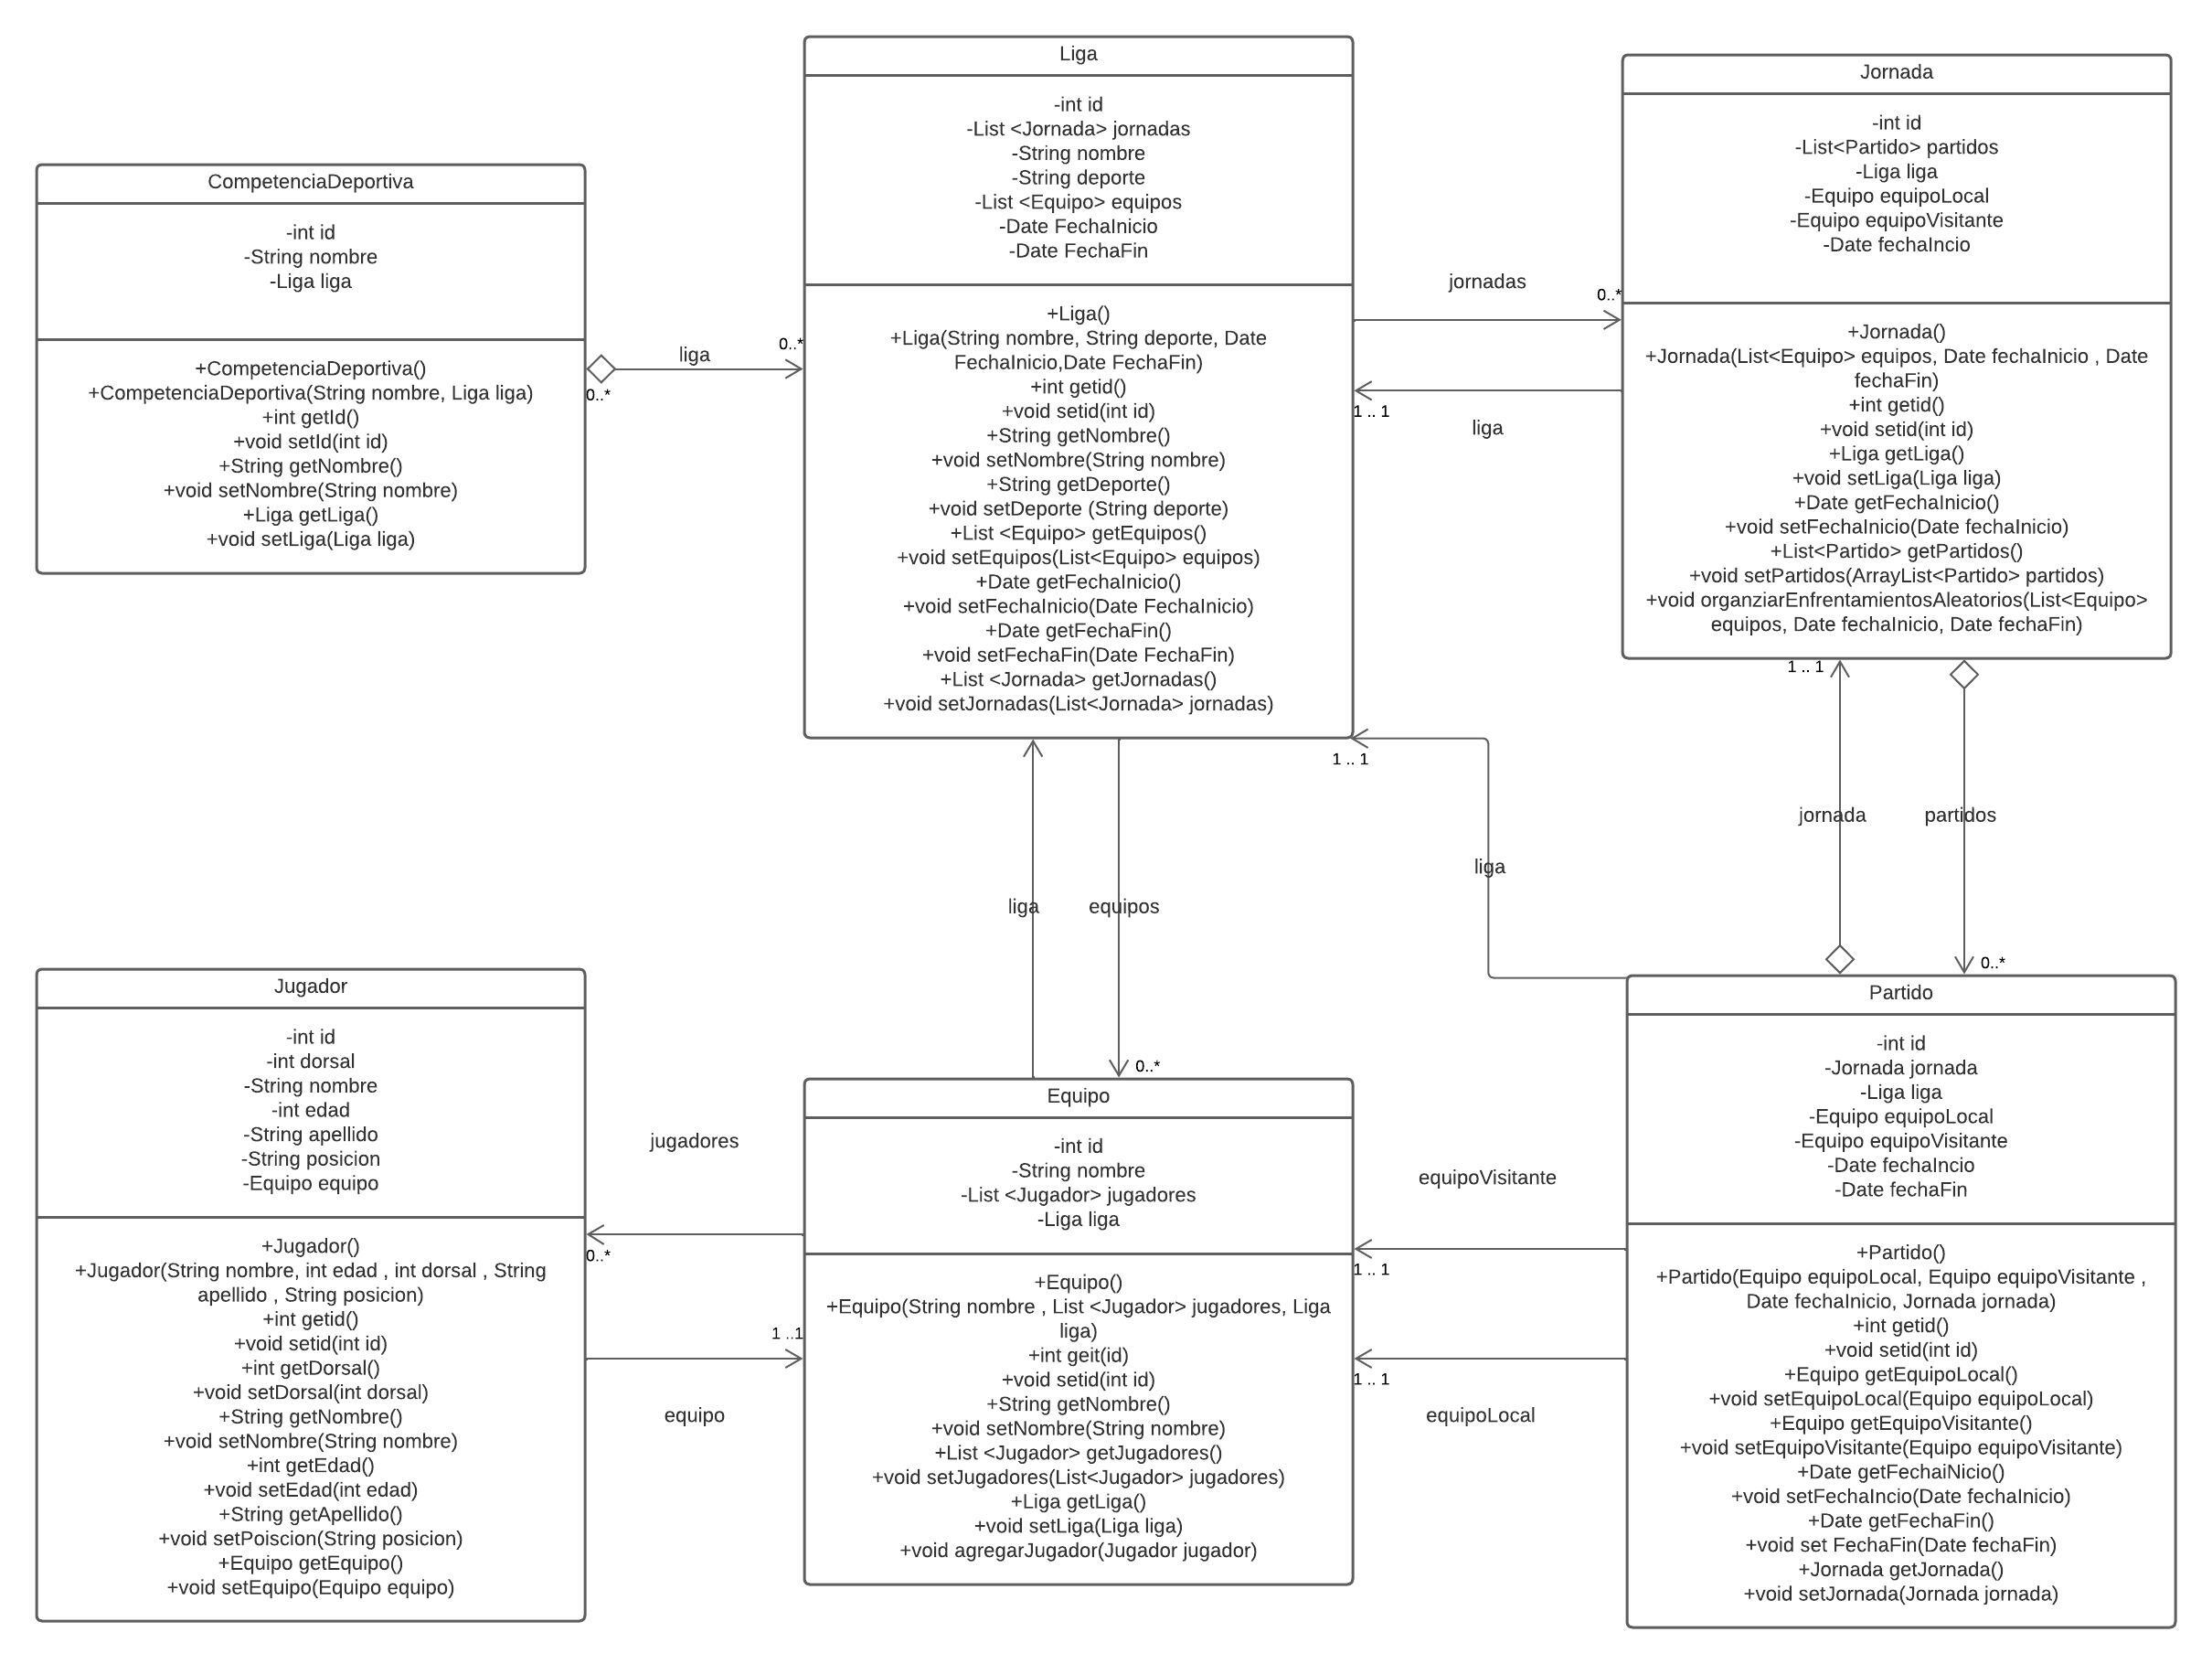 CompetenciaDeportiva
-int id
-String nombre
-Liga liga
+CompetenciaDeportiva()
+CompetenciaDeportiva(String nombre, Liga liga)
+int getId()
+void setId(int id)
+String getNombre()
+void setNombre(String nombre)
+Liga getLiga()
+void setLiga(Liga liga)
0..*
liga
0..*
Liga
-int id
-List <Jornada> jornadas
-String nombre
-String deporte
-List <Equipo> equipos
-Date FechaInicio
-Date FechaFin
+Liga()
+Liga(String nombre, String deporte, Date
FechaInicio,Date FechaFin)
+int getid()
+void setid(int id)
+String getNombre()
+void setNombre(String nombre)
+String getDeporte()
+void setDeporte (String deporte)
+List <Equipo> getEquipos()
+void setEquipos(List<Equipo> equipos)
+Date getFechaInicio()
+void setFechaInicio(Date FechaInicio)
+Date getFechaFin()
+void setFechaFin(Date FechaFin)
+List <Jornada> getJornadas()
+void setJornadas(List<Jornada> jornadas)
jornadas
0..*
1 .. 1
liga
Jornada
-int id
-List<Partido> partidos
-Liga liga
-Equipo equipoLocal
-Equipo equipoVisitante
-Date fechaIncio
+Jornada()
+Jornada(List<Equipo> equipos, Date fechaInicio , Date
fechaFin)
+int getid()
+void setid(int id)
+Liga getLiga()
+void setLiga(Liga liga)
+Date getFechaInicio()
+void setFechaInicio(Date fechaInicio)
+List<Partido> getPartidos()
+void setPartidos(ArrayList<Partido> partidos)
+void organziarEnfrentamientosAleatorios(List<Equipo>
equipos, Date fechaInicio, Date fechaFin)
1 .. 1
1 .. 1
jornada
partidos
liga
liga
equipos
0..*
0..*
Jugador
-int id
-int dorsal
-String nombre
-int edad
-String apellido
-String posicion
-Equipo equipo
+Jugador()
+Jugador(String nombre, int edad , int dorsal , String
apellido , String posicion)
+int getid()
+void setid(int id)
+int getDorsal()
+void setDorsal(int dorsal)
+String getNombre()
+void setNombre(String nombre)
+int getEdad()
+void setEdad(int edad)
+String getApellido()
+void setPoiscion(String posicion)
+Equipo getEquipo()
+void setEquipo(Equipo equipo)
jugadores
0..*
1 ..1
equipo
Equipo
-int id
-String nombre
-List <Jugador> jugadores
-Liga liga
+Equipo()
+Equipo(String nombre , List <Jugador> jugadores, Liga
liga)
+int geit(id)
+void setid(int id)
+String getNombre()
+void setNombre(String nombre)
+List <Jugador> getJugadores()
+void setJugadores(List<Jugador> jugadores)
+Liga getLiga()
+void setLiga(Liga liga)
+void agregarJugador(Jugador jugador)
equipoVisitante
1 .. 1
1 .. 1
equipoLocal
Partido
-int id
-Jornada jornada
-Liga liga
-Equipo equipoLocal
-Equipo equipoVisitante
-Date fechaIncio
-Date fechaFin
+Partido()
+Partido(Equipo equipoLocal, Equipo equipoVisitante ,
Date fechaInicio, Jornada jornada)
+int getid()
+void setid(int id)
+Equipo getEquipoLocal()
+void setEquipoLocal(Equipo equipoLocal)
+Equipo getEquipoVisitante()
+void setEquipoVisitante(Equipo equipoVisitante)
+Date getFechaiNicio()
+void setFechaIncio(Date fechaInicio)
+Date getFechaFin()
+void set FechaFin(Date fechaFin)
+Jornada getJornada()
+void setJornada(Jornada jornada)